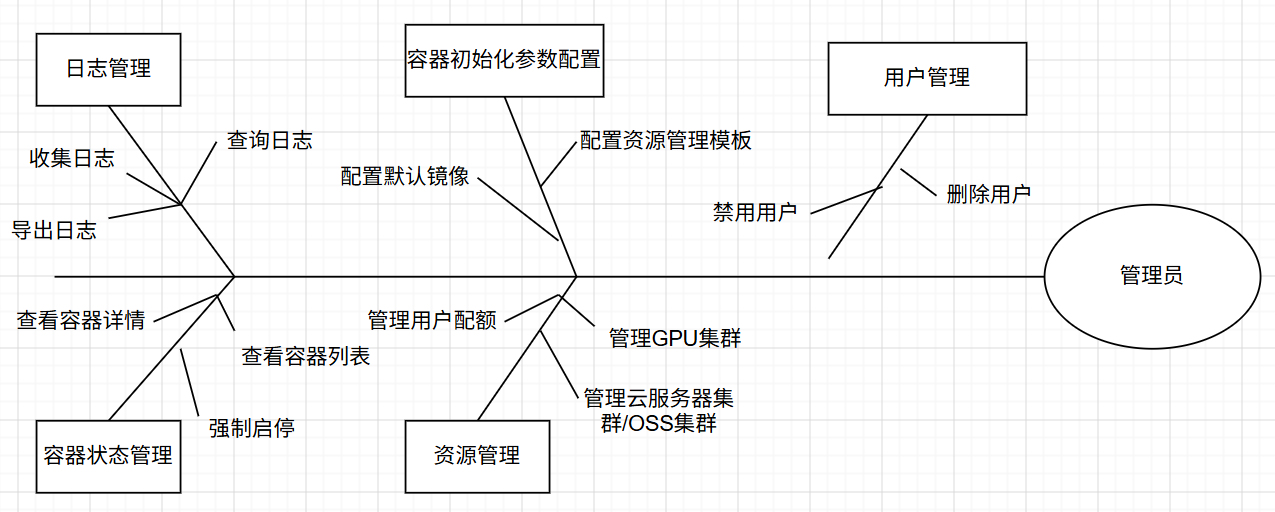 日志管理
容器初始化参数配置
用户管理
查询日志
收集日志
导出日志
配置资源管理模板
配置默认镜像
删除用户
禁用用户
管理员
查看容器详情
查看容器列表
强制启停
容器状态管理
管理用户配额
管理GPU集群
管理云服务器集
群/OSS集群
资源管理